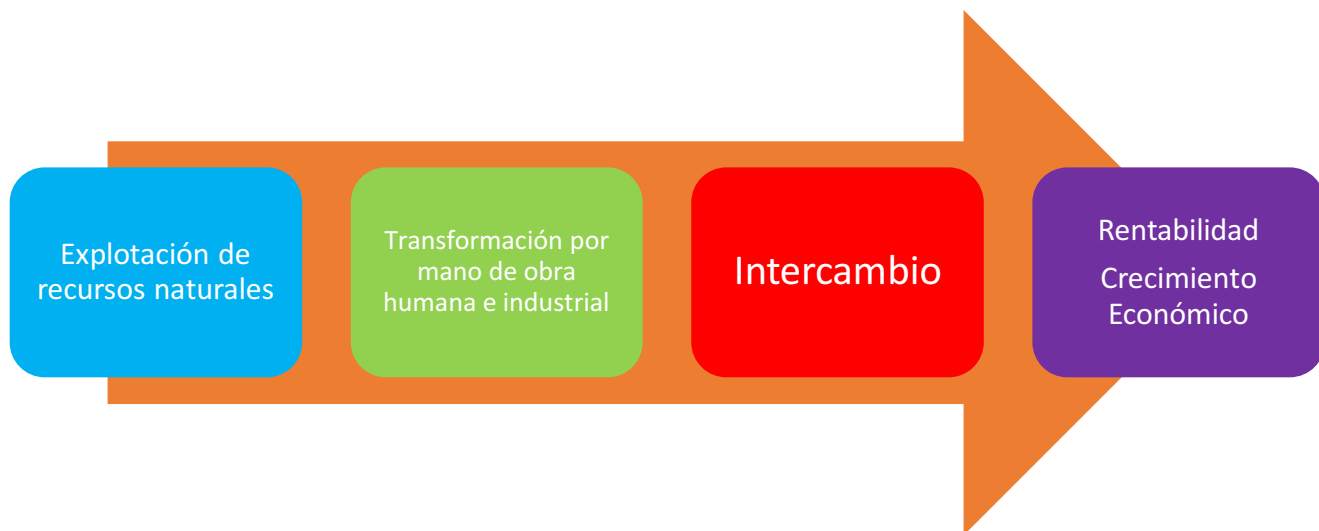 Explotación de
recursos naturales
Transformación por
mano de obra
humana e industrial
Intercambio
Rentabilidad
Crecimiento
Económico